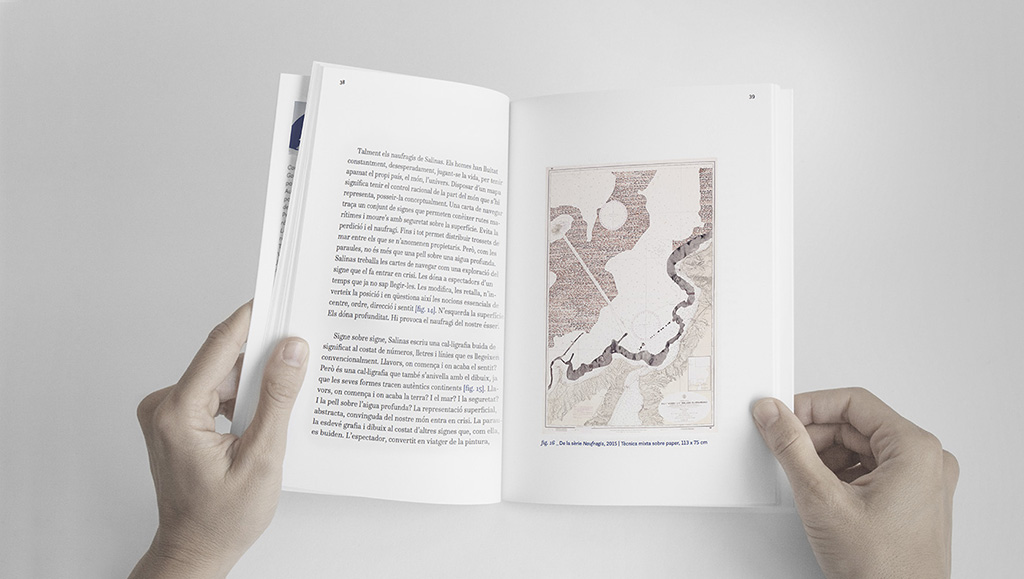 38
Talment els naufragis de Salinas. Els homes han lluitat
constantment, desesperadament, jugant-se la vida, per tenir
apamat el propi país, el món, l'univers. Disposar d'un mapa
significa tenir el control racional de la part del món que s'hi
representa, posseir-la conceptualment. Una carta de navegar
traça un conjunt de signes que permeten conèixer rutes ma-
rítimes i moure's amb seguretat sobre la superfície. Evita la
perdició i el naufragi. Fins i tot permet distribuir trossets de
mar entre els que se n'anomenen propietaris. Però, com les
paraules, no és més que una pell sobre una aigua profunda.
Salinas treballa les cartes de navegar com una exploració del
signe que el fa entrar en crisi. Les dóna a espectadors d'un
temps que ja no sap llegir-les. Les modifica, les retalla, n'in-
verteix la posició i en qüestiona així les nocions essencials de
centre, ordre, direcció i sentit [fig. 14]. N'esquerda la superfície.
Els dóna profunditat. Hi provoca el naufragi del nostre ésser.
Signe sobre signe, Salinas escriu una cal·ligrafia buida de
significat al costat de números, lletres i línies que es llegeixen
convencionalment. Llavors, on comença i on acaba el sentit?
Però és una cal·ligrafia que també s'anivella amb el dibuix, ja
que les seves formes tracen autèntics continents [fig. 15]. Lla-
vors, on comença i on acaba la terra? I el mar? I la seguretat?
I la pell sobre l'aigua profunda? La representació superficial,
abstracta, convinguda del nostre món entra en crisi. La parau-
la esdevé grafia i dibuix al costat d'altres signes que, com ella,
es buiden. L'espectador, convertit en viatger de la pintura,
39
fig. 16 _ De la sèrie Naufragis, 2015 | Tècnica mixta sobre paper, 113 x 75 cm